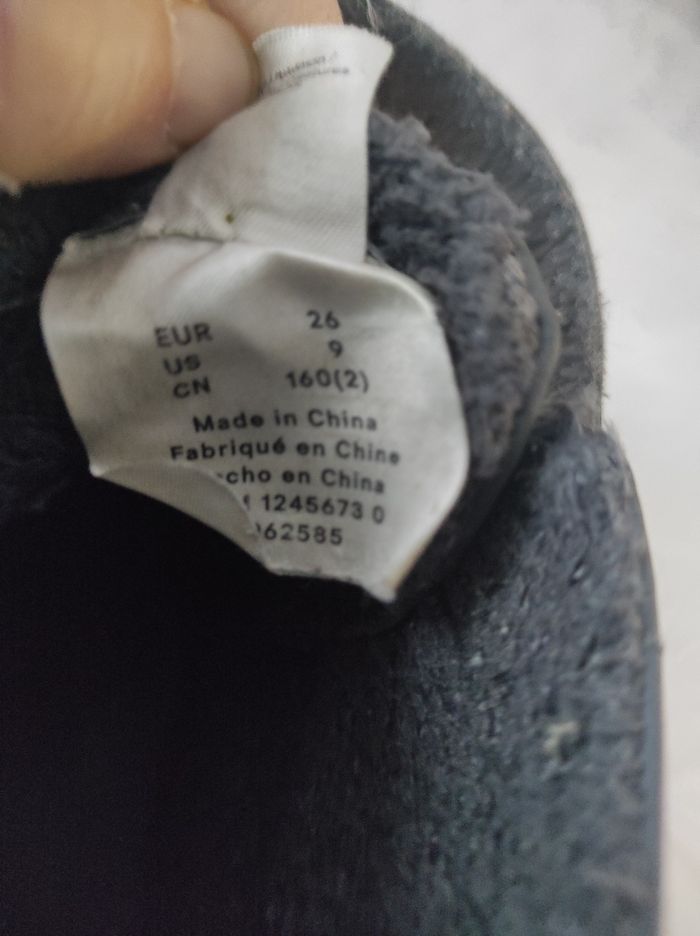 EUR 26
US 9
CN 160(2)
Made in China
Fabriqué en Chine
cho en China
1245673 0
62585